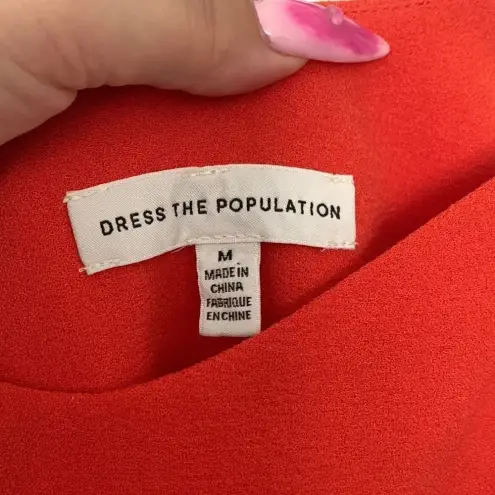 DRESS THE POPULATION
M
MADE IN
CHINA
FABRIQUE
EN CHINE